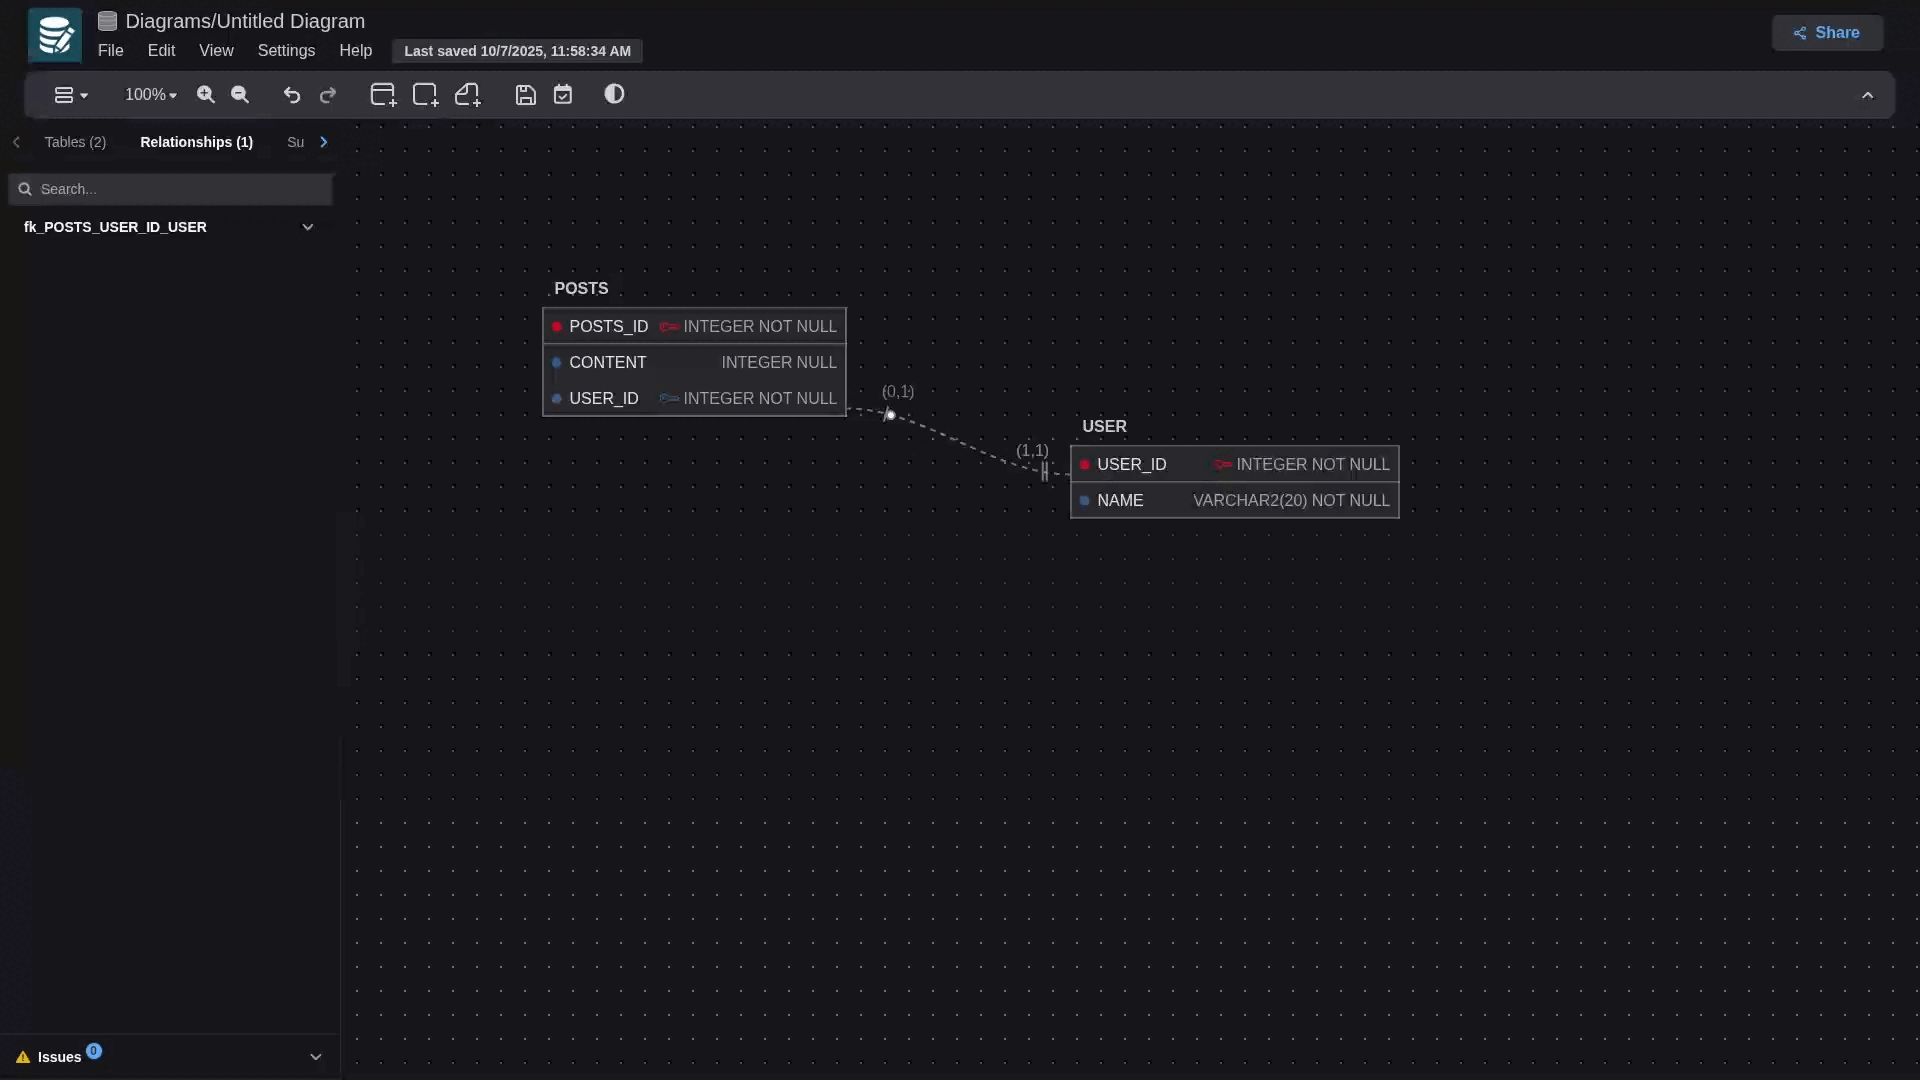 Diagrams/Untitled Diagram
File Edit View Settings Help Last saved 10/7/2025, 11:58:34 AM
Share
100%
Tables (2) Relationships (1) Su
Search...
fk_POSTS_USER_ID_USER
POSTS
POSTS_ID INTEGER NOT NULL
CONTENT INTEGER NULL
USER_ID INTEGER NOT NULL
(0,1)
(1,1)
USER
USER_ID INTEGER NOT NULL
NAME VARCHAR2(20) NOT NULL
Issues 0